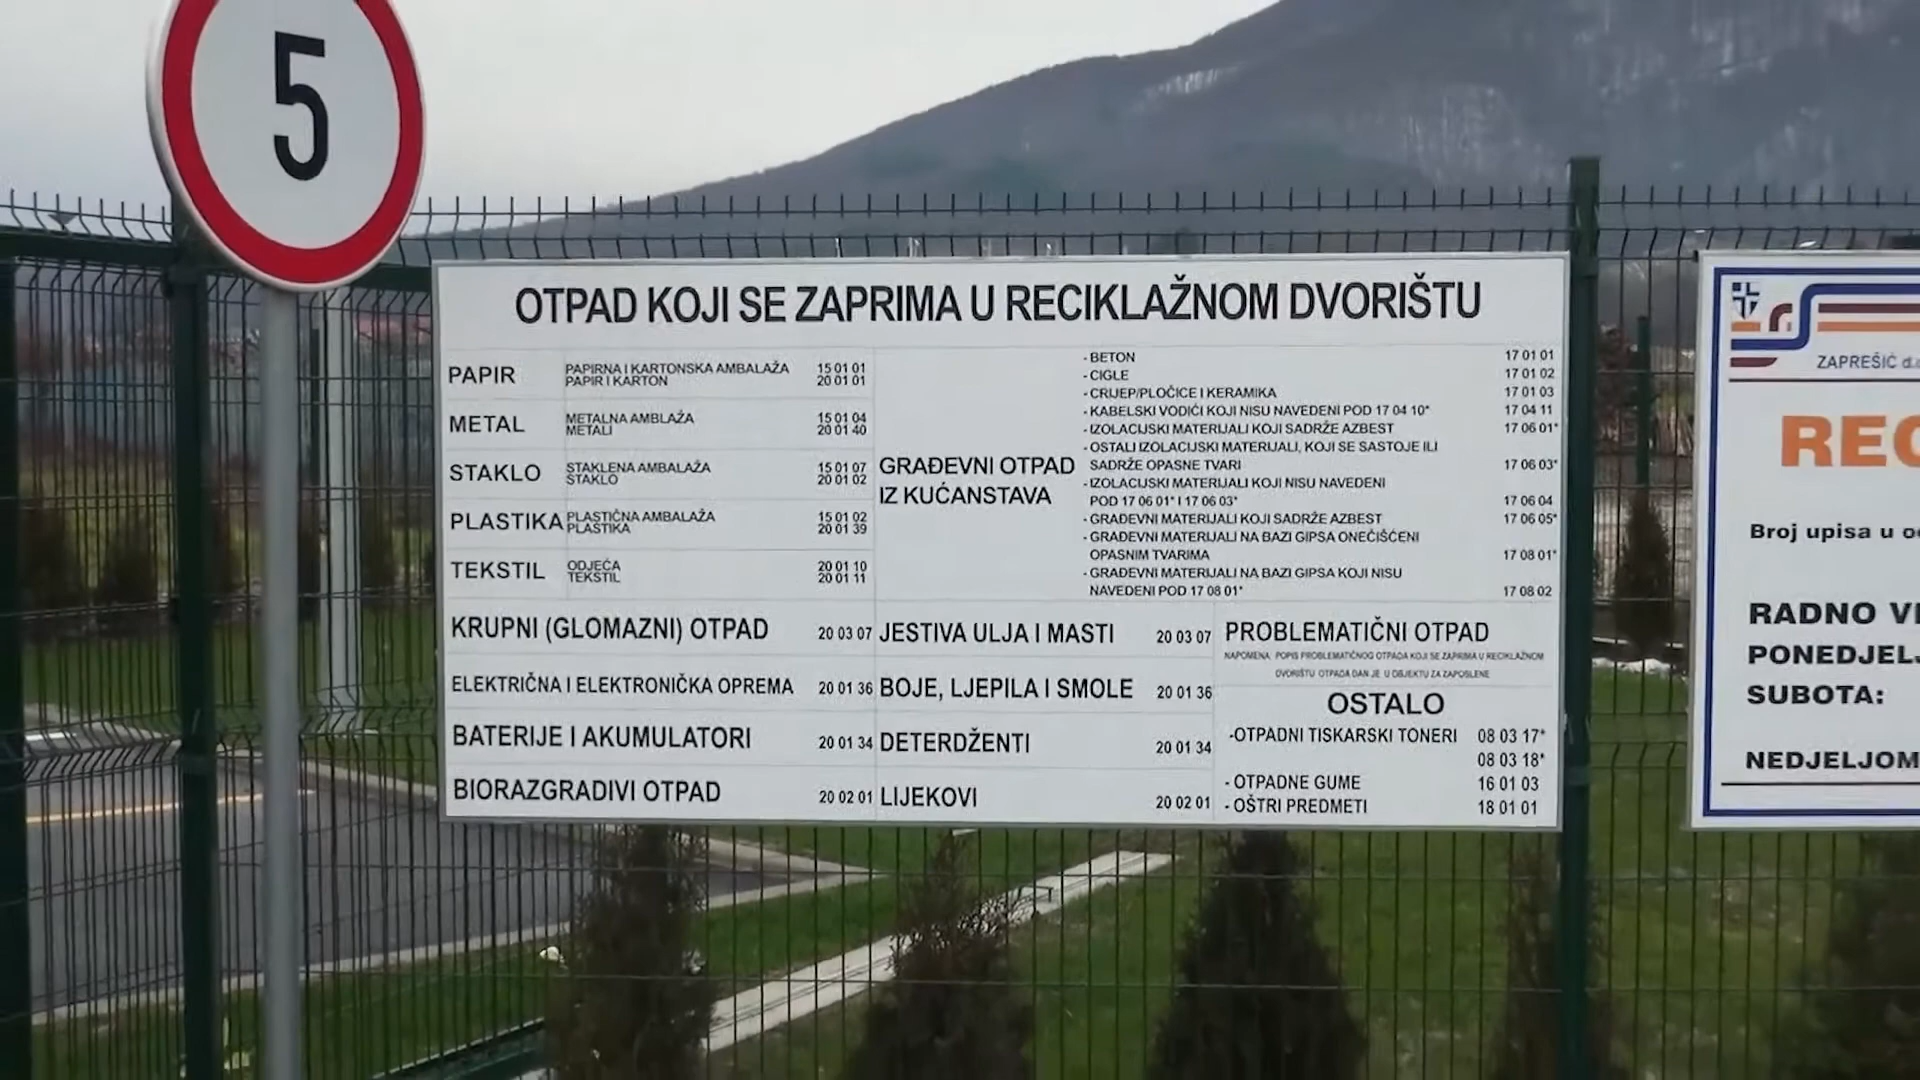 5
OTPAD KOJI SE ZAPRIMA U RECIKLAŽNOM DVORIŠTU
PAPIR
PAPIRNA I KARTONSKA AMBALAŽA 15 01 01
PAPIR I KARTON 20 01 01
METAL
METALNA AMBLAŽA 15 01 04
METALI 20 01 40
STAKLO
STAKLENA AMBALAŽA 15 01 07
STAKLO 20 01 02
PLASTIKA
PLASTIČNA AMBALAŽA 15 01 02
PLASTIKA 20 01 39
TEKSTIL
ODJEĆA 20 01 10
TEKSTIL 20 01 11
GRAĐEVNI OTPAD
IZ KUĆANSTAVA
- BETON 17 01 01
- CIGLE 17 01 02
- CRIJEP/PLOČICE I KERAMIKA 17 01 03
- KABELSKI VODIĆI KOJI NISU NAVEDENI POD 17 04 10* 17 04 11
- IZOLACIJSKI MATERIJALI KOJI SADRŽE AZBEST 17 06 01*
- OSTALI IZOLACIJSKI MATERIJALI, KOJI SE SASTOJE ILI
SADRŽE OPASNE TVARI 17 06 03*
- IZOLACIJSKI MATERIJALI KOJI NISU NAVEDENI
POD 17 06 01* I 17 06 03* 17 06 04
- GRAĐEVNI MATERIJALI KOJI SADRŽE AZBEST 17 06 05*
- GRAĐEVNI MATERIJALI NA BAZI GIPSA ONEČIŠĆENI
OPASNIM TVARIMA 17 08 01*
- GRAĐEVNI MATERIJALI NA BAZI GIPSA KOJI NISU
NAVEDENI POD 17 08 01* 17 08 02
KRUPNI (GLOMAZNI) OTPAD 20 03 07
ELEKTRIČNA I ELEKTRONIČKA OPREMA 20 01 36
BATERIJE I AKUMULATORI 20 01 34
BIORAZGRADIVI OTPAD 20 02 01
JESTIVA ULJA I MASTI 20 03 07
BOJE, LJEPILA I SMOLE 20 01 36
DETERDŽENTI 20 01 34
LIJEKOVI 20 02 01
PROBLEMATIČNI OTPAD
NAPOMENA: POPIS PROBLEMATIČNOG OTPADA KOJI SE ZAPRIMA U RECIKLAŽNOM
DVORIŠTU OTPADA DAN JE U OBJEKTU ZA ZAPOSLENE
OSTALO
-OTPADNI TISKARSKI TONERI 08 03 17*
08 03 18*
- OTPADNE GUME 16 01 03
- OŠTRI PREDMETI 18 01 01
ZAPREŠIĆ d.
REC
Broj upisa u o
RADNO V
PONEDJELJ
SUBOTA:
NEDJELJOM